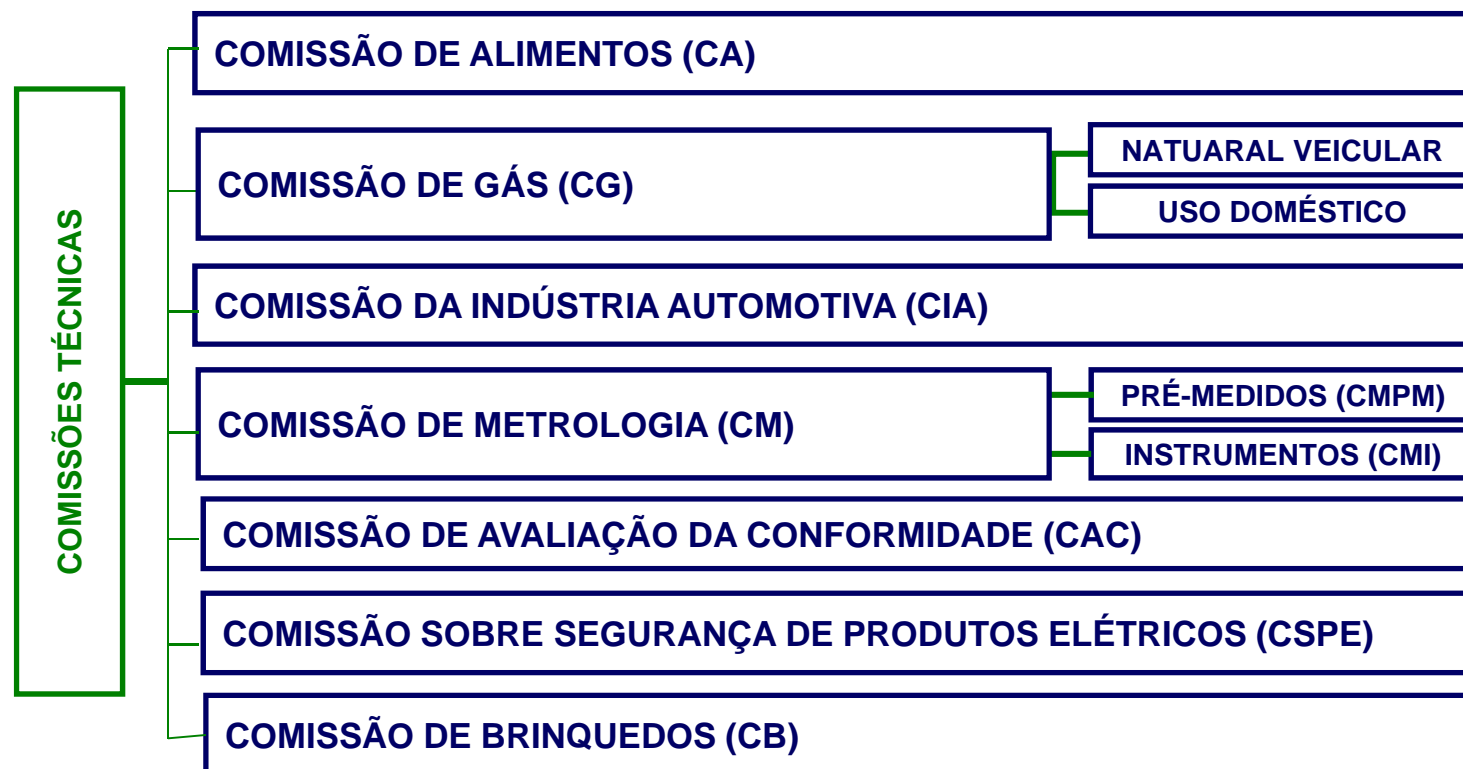 COMISSÕES TÉCNICAS
COMISSÃO DE ALIMENTOS (CA)
COMISSÃO DE GÁS (CG)
NATUARAL VEICULAR
USO DOMÉSTICO
COMISSÃO DA INDÚSTRIA AUTOMOTIVA (CIA)
COMISSÃO DE METROLOGIA (CM)
PRÉ-MEDIDOS (CMPM)
INSTRUMENTOS (CMI)
COMISSÃO DE AVALIAÇÃO DA CONFORMIDADE (CAC)
COMISSÃO SOBRE SEGURANÇA DE PRODUTOS ELÉTRICOS (CSPE)
COMISSÃO DE BRINQUEDOS (CB)